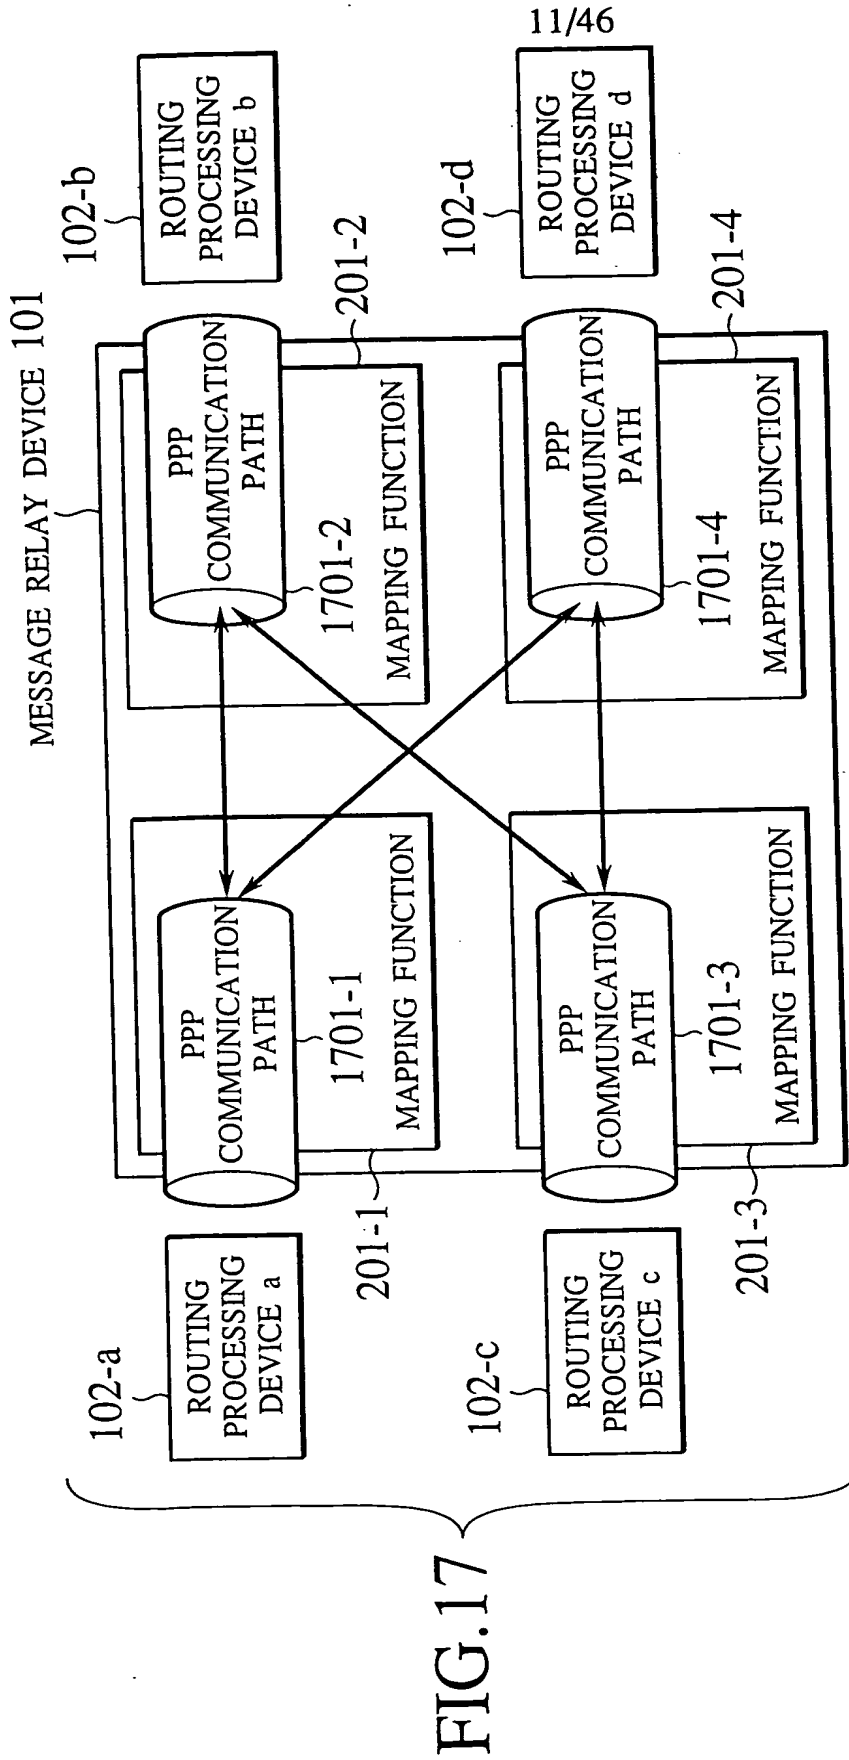 11/46
FIG.17
MESSAGE RELAY DEVICE 101
102-a
ROUTING
PROCESSING
DEVICE a
201-1
PPP
COMMUNICATION
PATH
1701-1
MAPPING FUNCTION
102-b
ROUTING
PROCESSING
DEVICE b
201-2
PPP
COMMUNICATION
PATH
1701-2
MAPPING FUNCTION
102-c
ROUTING
PROCESSING
DEVICE c
201-3
PPP
COMMUNICATION
PATH
1701-3
MAPPING FUNCTION
102-d
ROUTING
PROCESSING
DEVICE d
201-4
PPP
COMMUNICATION
PATH
1701-4
MAPPING FUNCTION